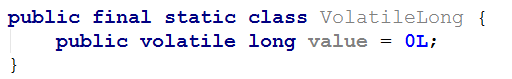 public final static class VolatileLong {
    public volatile long value = 0L;
}